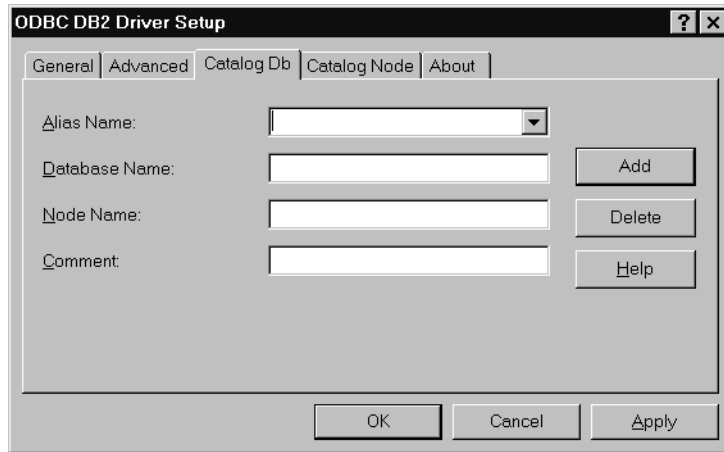 ODBC DB2 Driver Setup ? ×
General Advanced Catalog Db Catalog Node About
Alias Name:
Database Name:
Add
Node Name:
Delete
Comment:
Help
OK Cancel Apply